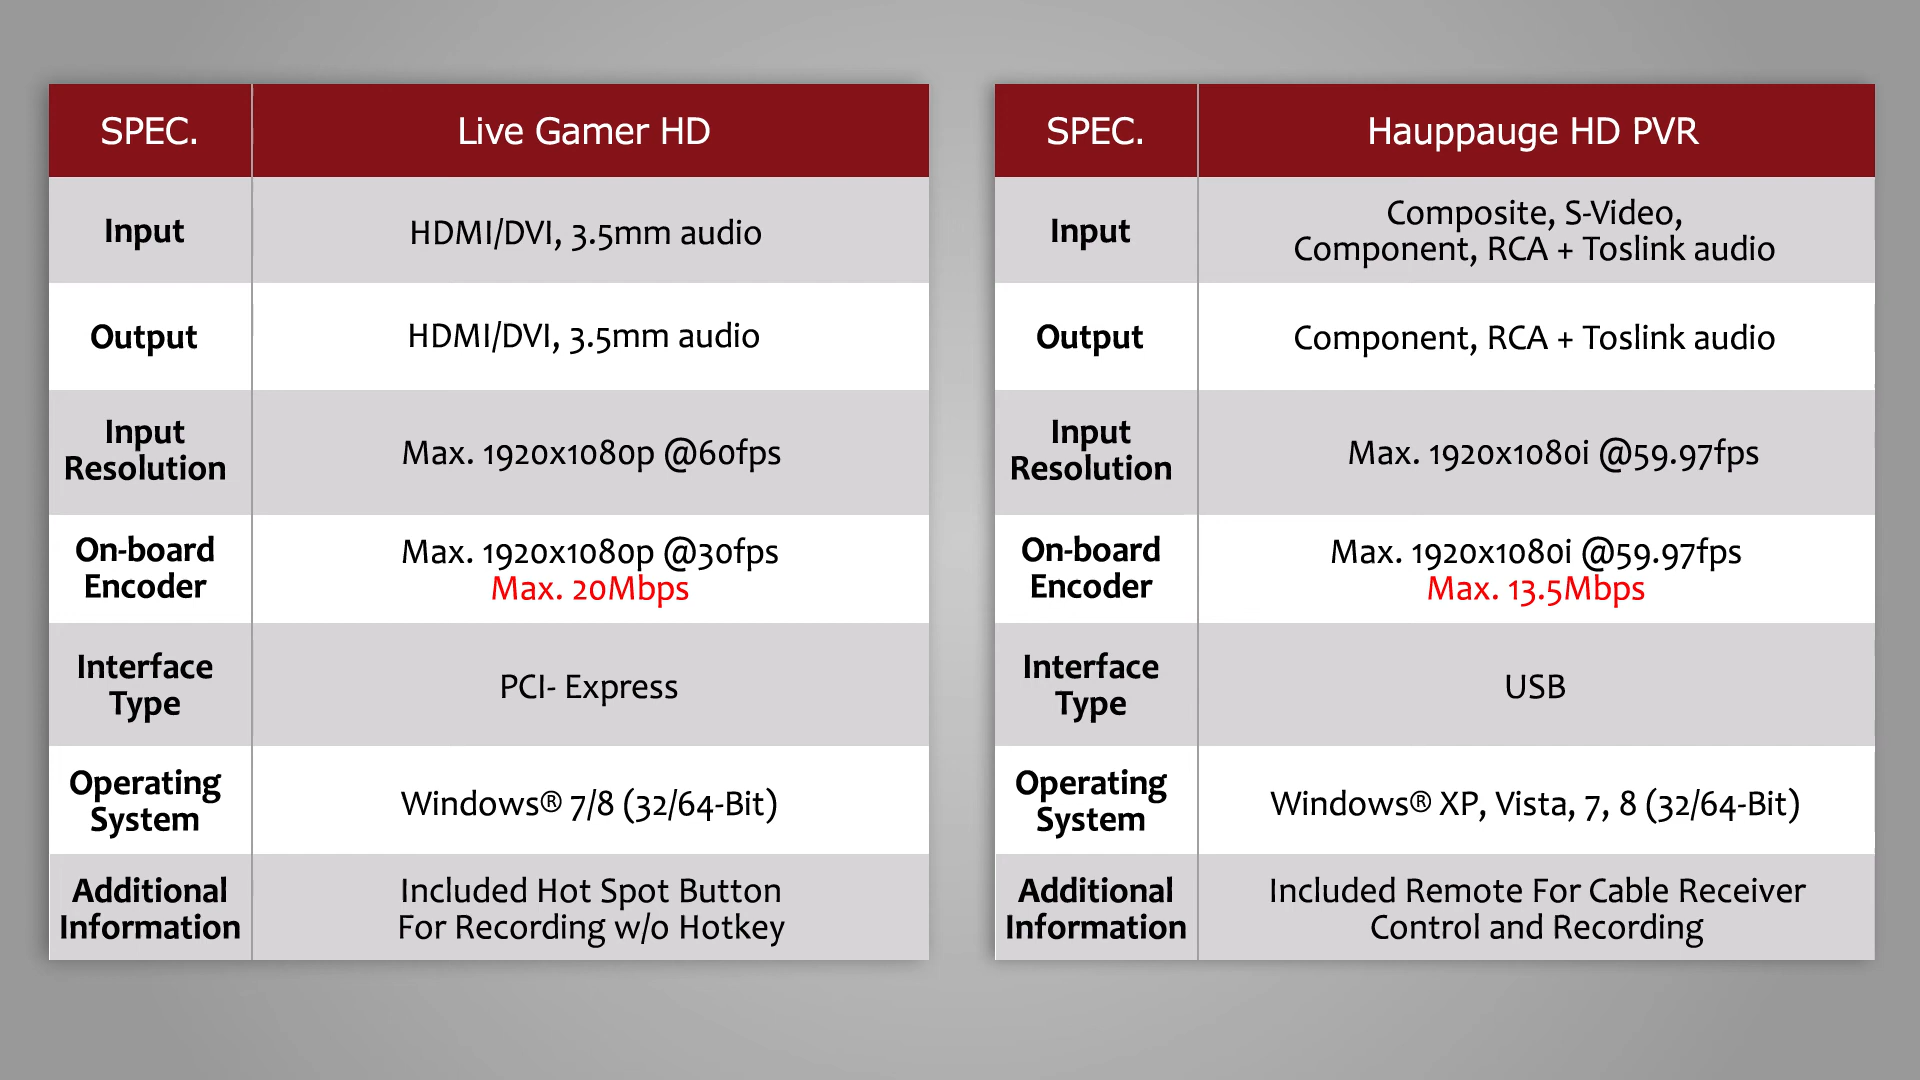 SPEC.
Live Gamer HD
Input
HDMI/DVI, 3.5mm audio
Output
HDMI/DVI, 3.5mm audio
Input
Resolution
Max. 1920x1080p @60fps
On-board
Encoder
Max. 1920x1080p @30fps
Max. 20Mbps
Interface
Type
PCI- Express
Operating
System
Windows® 7/8 (32/64-Bit)
Additional
Information
Included Hot Spot Button
For Recording w/o Hotkey
SPEC.
Hauppauge HD PVR
Input
Composite, S-Video,
Component, RCA + Toslink audio
Output
Component, RCA + Toslink audio
Input
Resolution
Max. 1920x1080i @59.97fps
On-board
Encoder
Max. 1920x1080i @59.97fps
Max. 13.5Mbps
Interface
Type
USB
Operating
System
Windows® XP, Vista, 7, 8 (32/64-Bit)
Additional
Information
Included Remote For Cable Receiver
Control and Recording